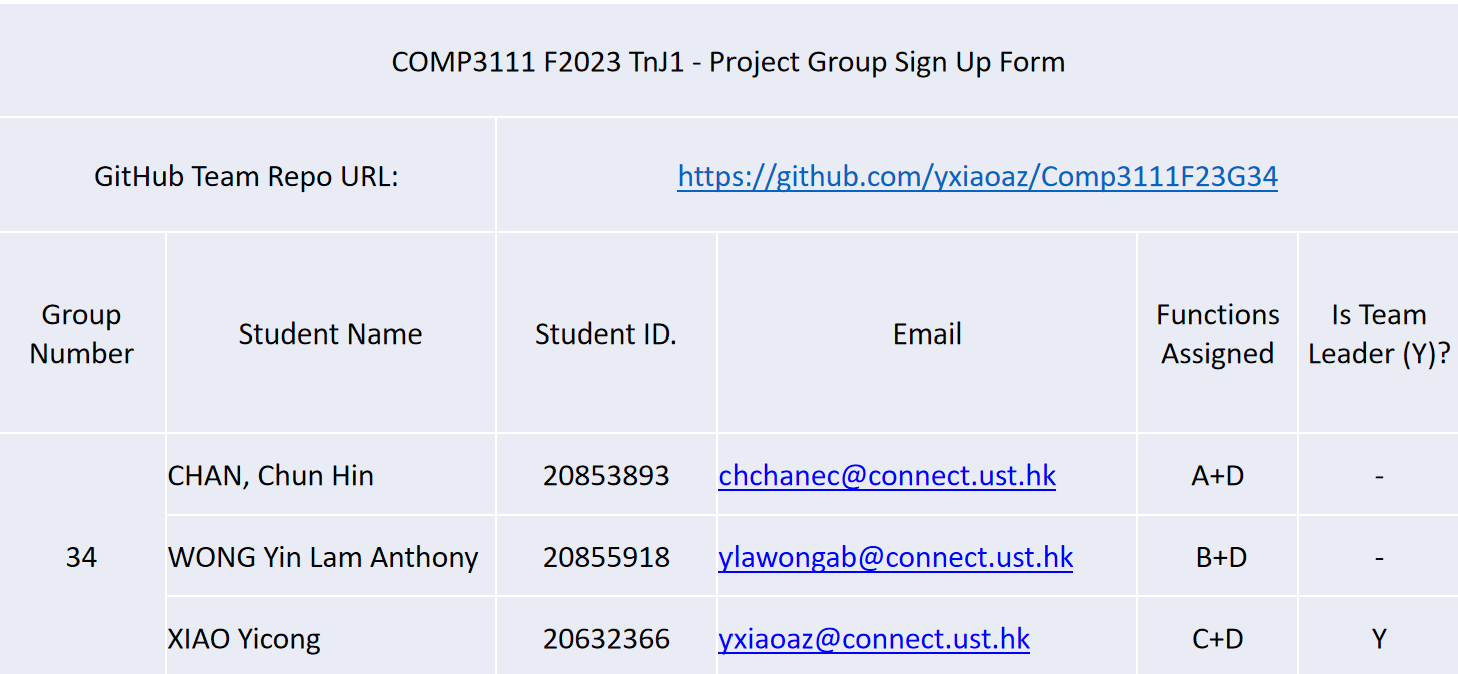 COMP3111 F2023 TnJ1 - Project Group Sign Up Form
GitHub Team Repo URL: https://github.com/yxiaoaz/Comp3111F23G34
Group Number Student Name Student ID. Email Functions Assigned Is Team Leader (Y)?
34
CHAN, Chun Hin 20853893 chchanec@connect.ust.hk A+D -
WONG Yin Lam Anthony 20855918 ylawongab@connect.ust.hk B+D -
XIAO Yicong 20632366 yxiaoaz@connect.ust.hk C+D Y